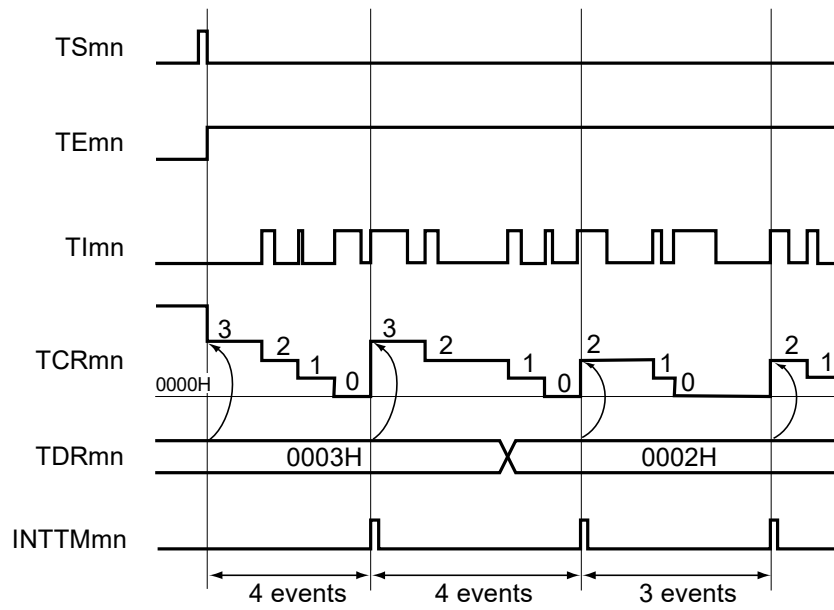 TSmn
TEmn
TImn
TCRmn
3
2
1
0
3
2
1
0
2
1
0
2
1
0000H
TDRmn
0003H
0002H
INTTMmn
4 events
4 events
3 events